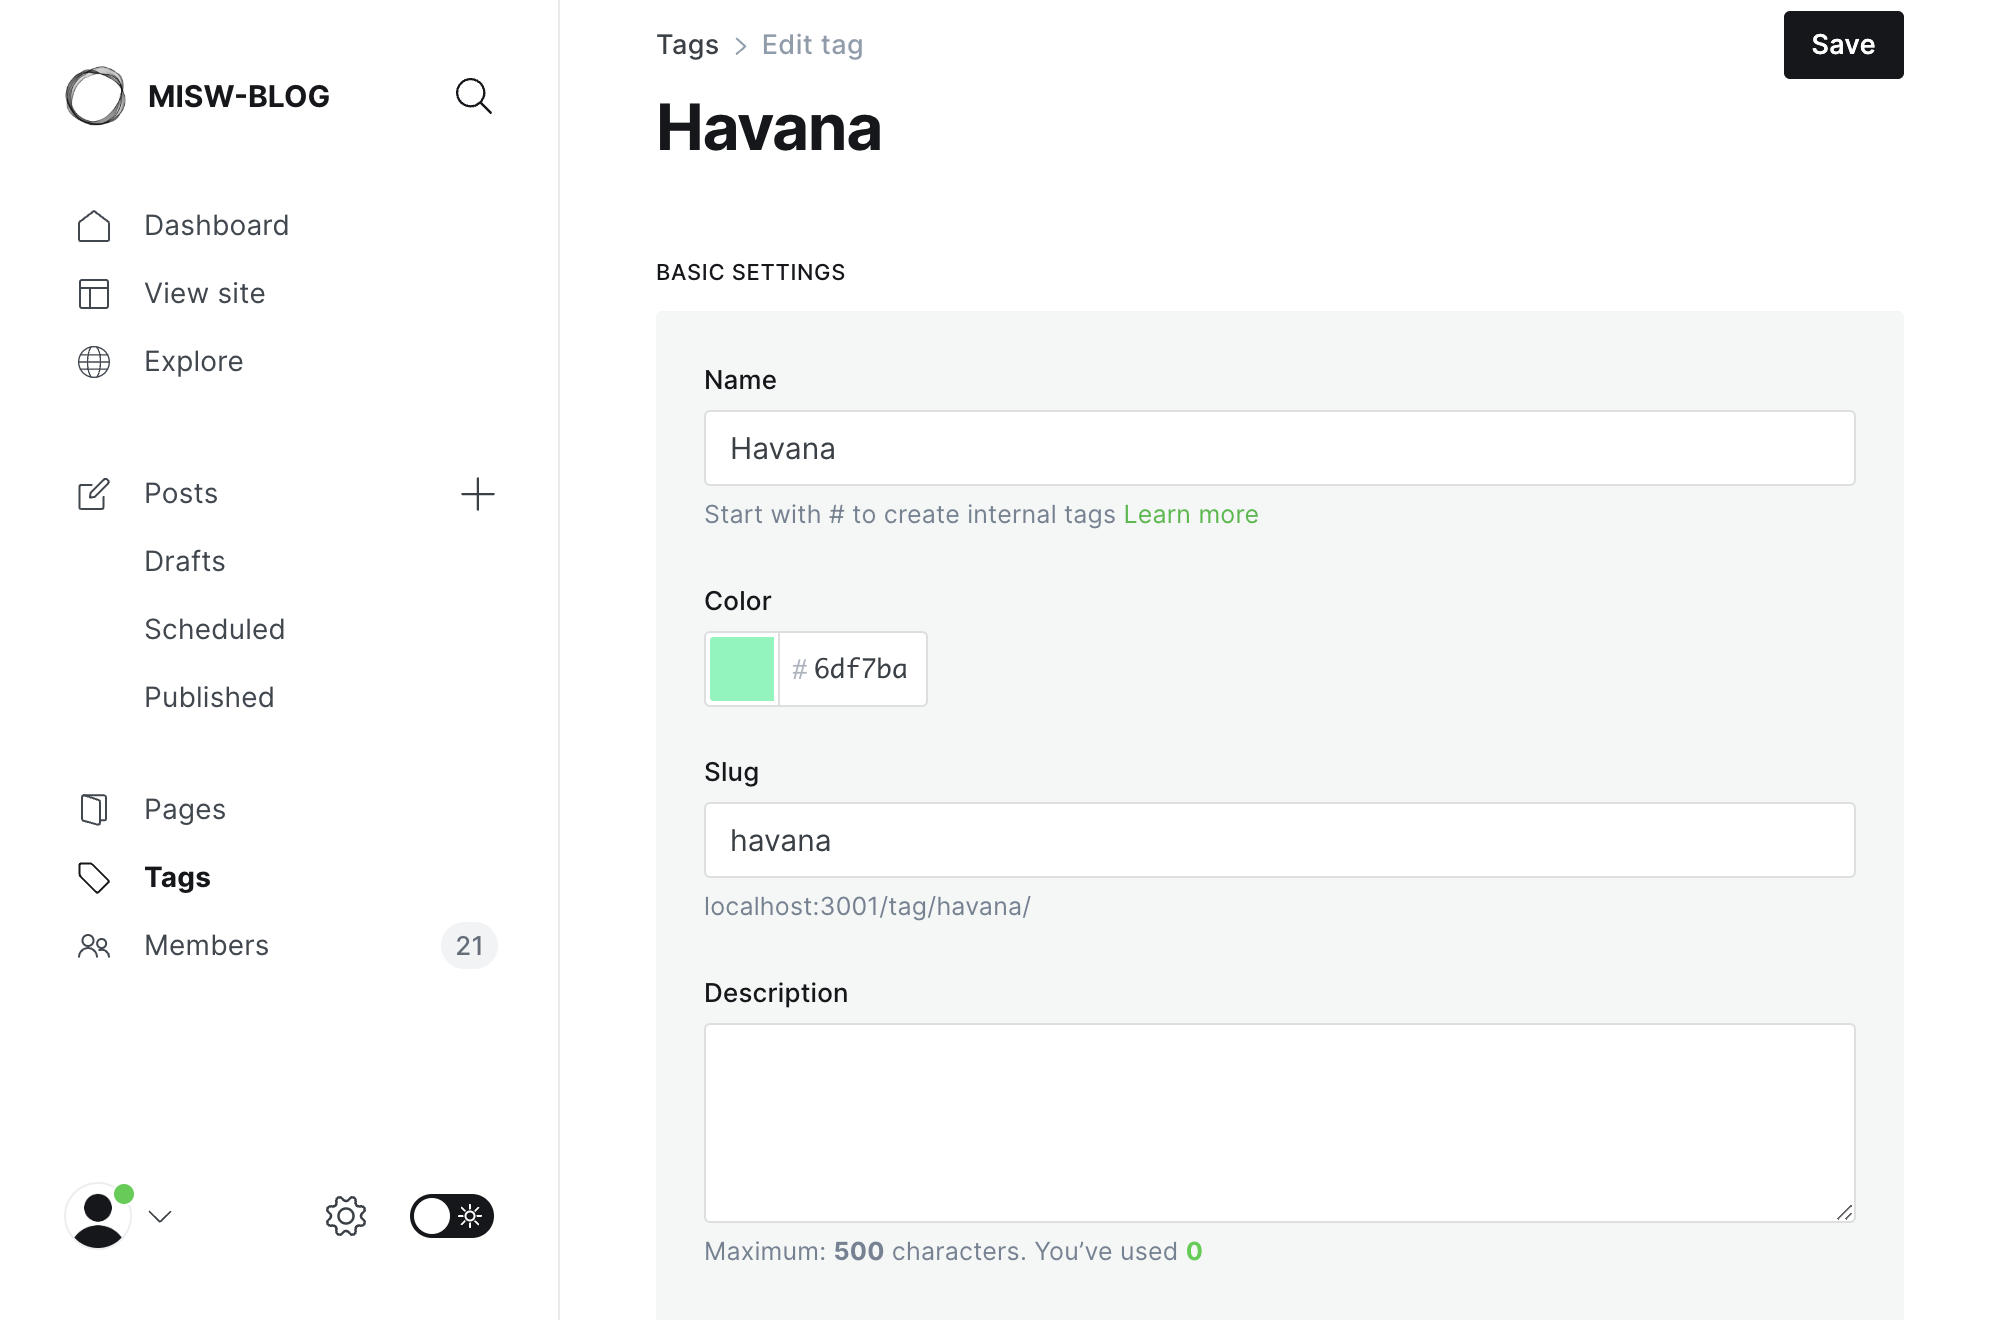 MISW-BLOG
Dashboard
View site
Explore
Posts
Drafts
Scheduled
Published
Pages
Tags
Members 21
Tags > Edit tag
Save
Havana
BASIC SETTINGS
Name
Havana
Start with # to create internal tags Learn more
Color
# 6df7ba
Slug
havana
localhost:3001/tag/havana/
Description
Maximum: 500 characters. You’ve used 0